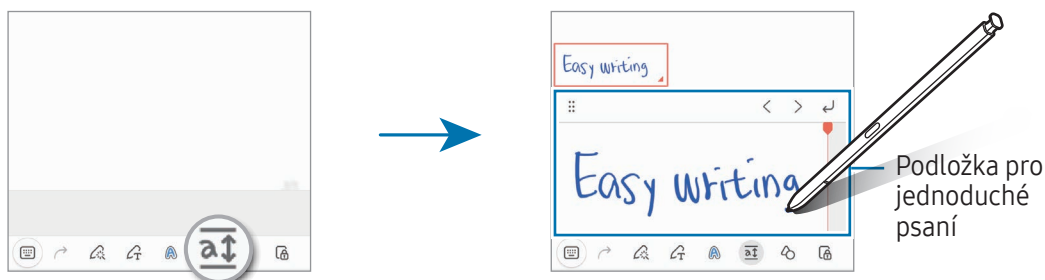 Easy writing
Easy writing
Podložka pro
jednoduché
psaní